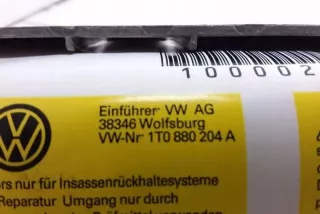 100002
Einführer VW AG
38346 Wolfsburg
VW-Nr 1T0 880 204 A
rs nur für Insassenrückhaltesysteme
Reparatur Umgang nur durch